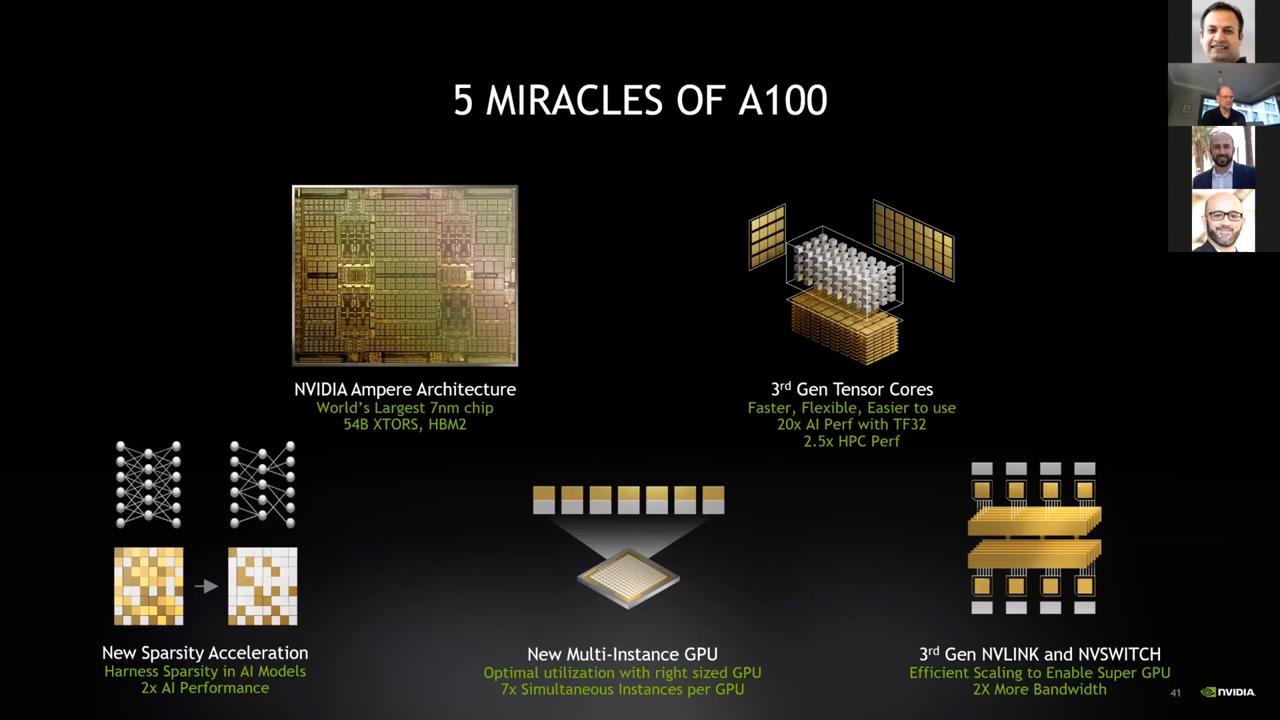 5 MIRACLES OF A100
NVIDIA Ampere Architecture
World's Largest 7nm chip
54B XTORS, HBM2
3rd Gen Tensor Cores
Faster, Flexible, Easier to use
20x AI Perf with TF32
2.5x HPC Perf
New Sparsity Acceleration
Harness Sparsity in AI Models
2x AI Performance
New Multi-Instance GPU
Optimal utilization with right sized GPU
7x Simultaneous Instances per GPU
3rd Gen NVLINK and NVSWITCH
Efficient Scaling to Enable Super GPU
2X More Bandwidth
41
NVIDIA.